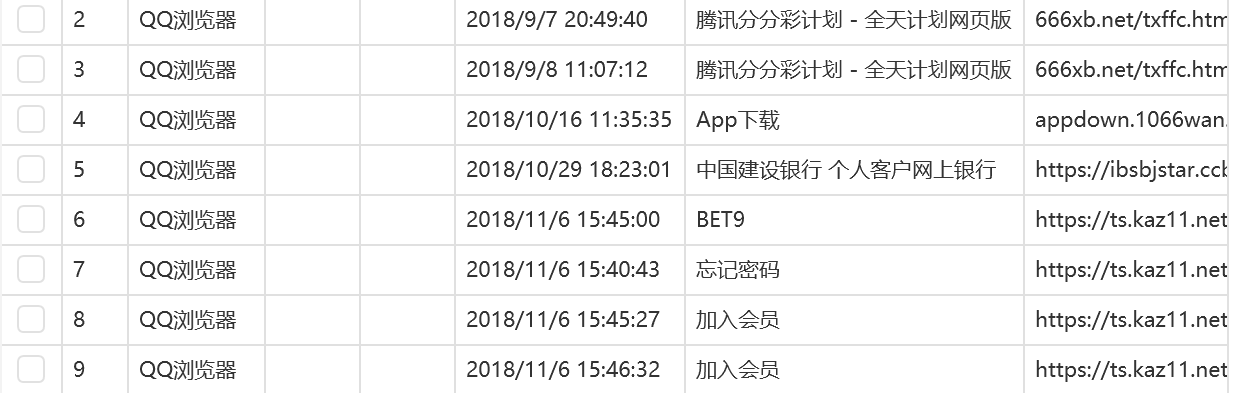 2 QQ浏览器 2018/9/7 20:49:40 腾讯分分彩计划 - 全天计划网页版 666xb.net/txffc.htm
3 QQ浏览器 2018/9/8 11:07:12 腾讯分分彩计划 - 全天计划网页版 666xb.net/txffc.htm
4 QQ浏览器 2018/10/16 11:35:35 App下载 appdown.1066wan.
5 QQ浏览器 2018/10/29 18:23:01 中国建设银行 个人客户网上银行 https://ibsbjstar.ccb
6 QQ浏览器 2018/11/6 15:45:00 BET9 https://ts.kaz11.net
7 QQ浏览器 2018/11/6 15:40:43 忘记密码 https://ts.kaz11.net
8 QQ浏览器 2018/11/6 15:45:27 加入会员 https://ts.kaz11.net
9 QQ浏览器 2018/11/6 15:46:32 加入会员 https://ts.kaz11.net